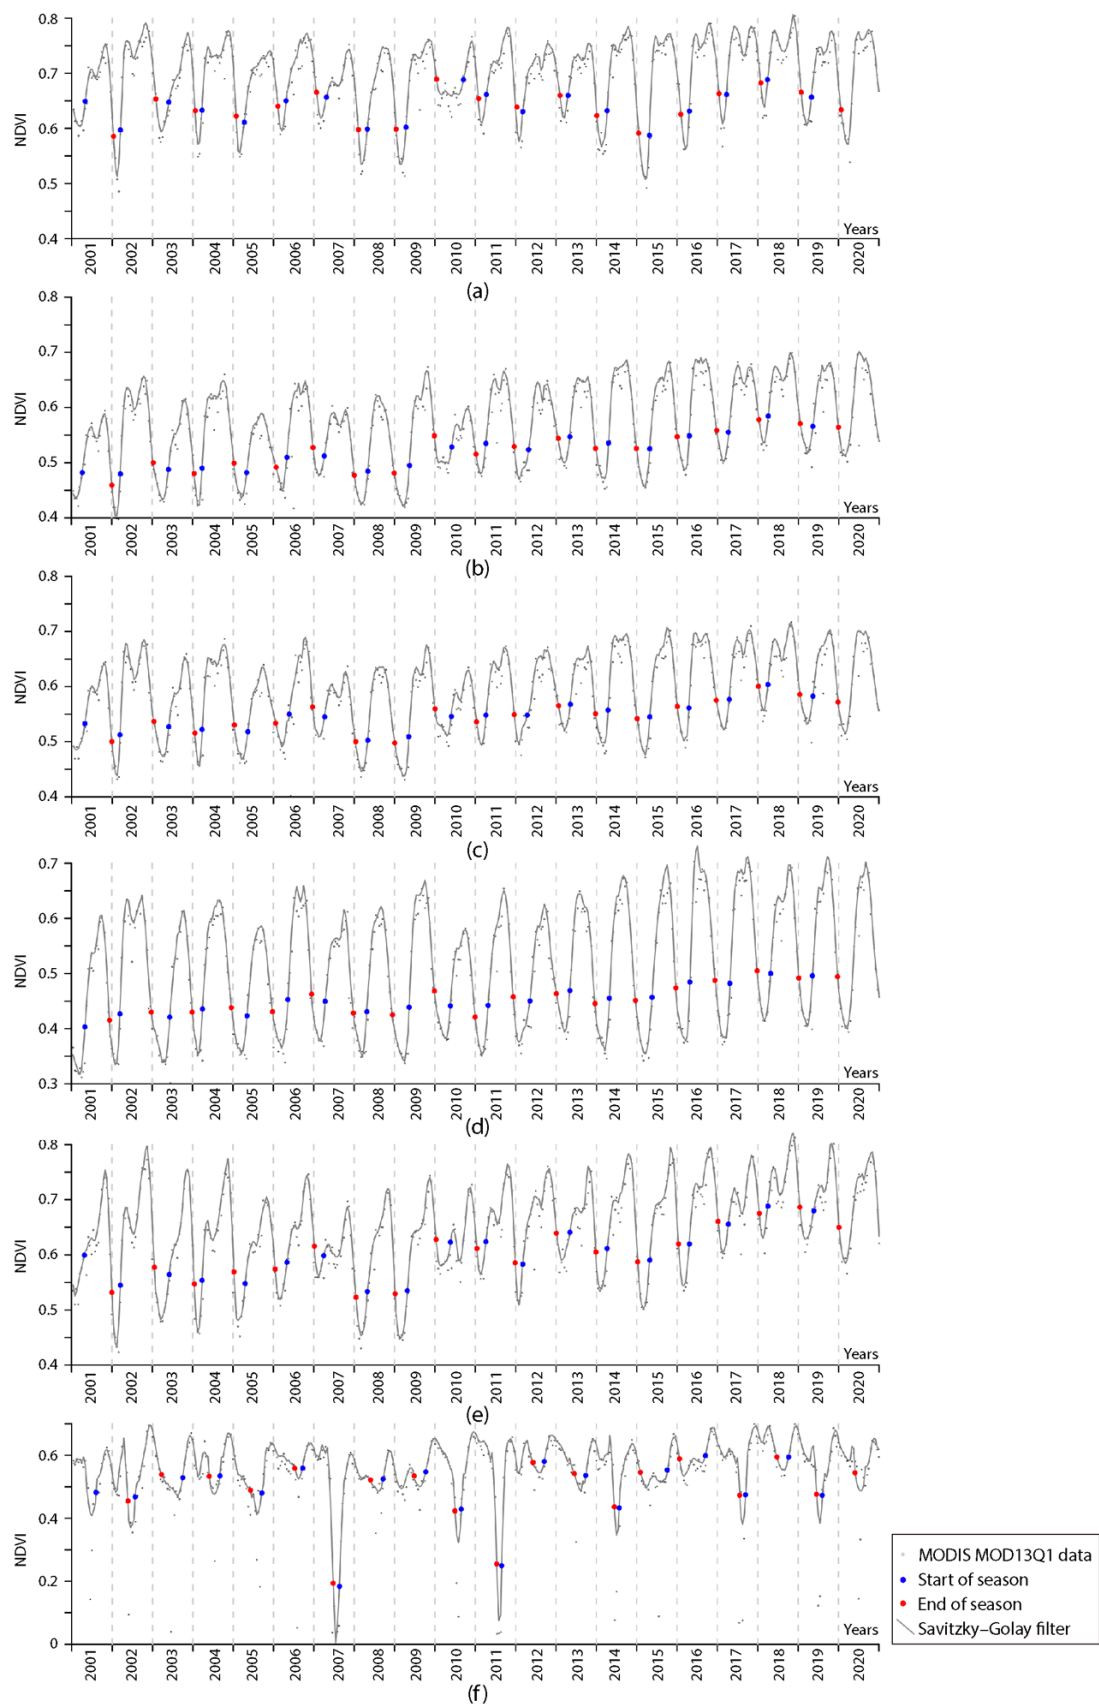 0.8
0.7
0.6
0.5
0.4
NDVI
Years
2001 2002 2003 2004 2005 2006 2007 2008 2009 2010 2011 2012 2013 2014 2015 2016 2017 2018 2019 2020
(a)
0.8
0.7
0.6
0.5
0.4
NDVI
Years
2001 2002 2003 2004 2005 2006 2007 2008 2009 2010 2011 2012 2013 2014 2015 2016 2017 2018 2019 2020
(b)
0.8
0.7
0.6
0.5
0.4
NDVI
Years
2001 2002 2003 2004 2005 2006 2007 2008 2009 2010 2011 2012 2013 2014 2015 2016 2017 2018 2019 2020
(c)
0.7
0.6
0.5
0.4
0.3
NDVI
Years
2001 2002 2003 2004 2005 2006 2007 2008 2009 2010 2011 2012 2013 2014 2015 2016 2017 2018 2019 2020
(d)
0.8
0.7
0.6
0.5
0.4
NDVI
Years
2001 2002 2003 2004 2005 2006 2007 2008 2009 2010 2011 2012 2013 2014 2015 2016 2017 2018 2019 2020
(e)
0.6
0.4
0.2
0
NDVI
Years
2001 2002 2003 2004 2005 2006 2007 2008 2009 2010 2011 2012 2013 2014 2015 2016 2017 2018 2019 2020
(f)
MODIS MOD13Q1 data
Start of season
End of season
Savitzky–Golay filter